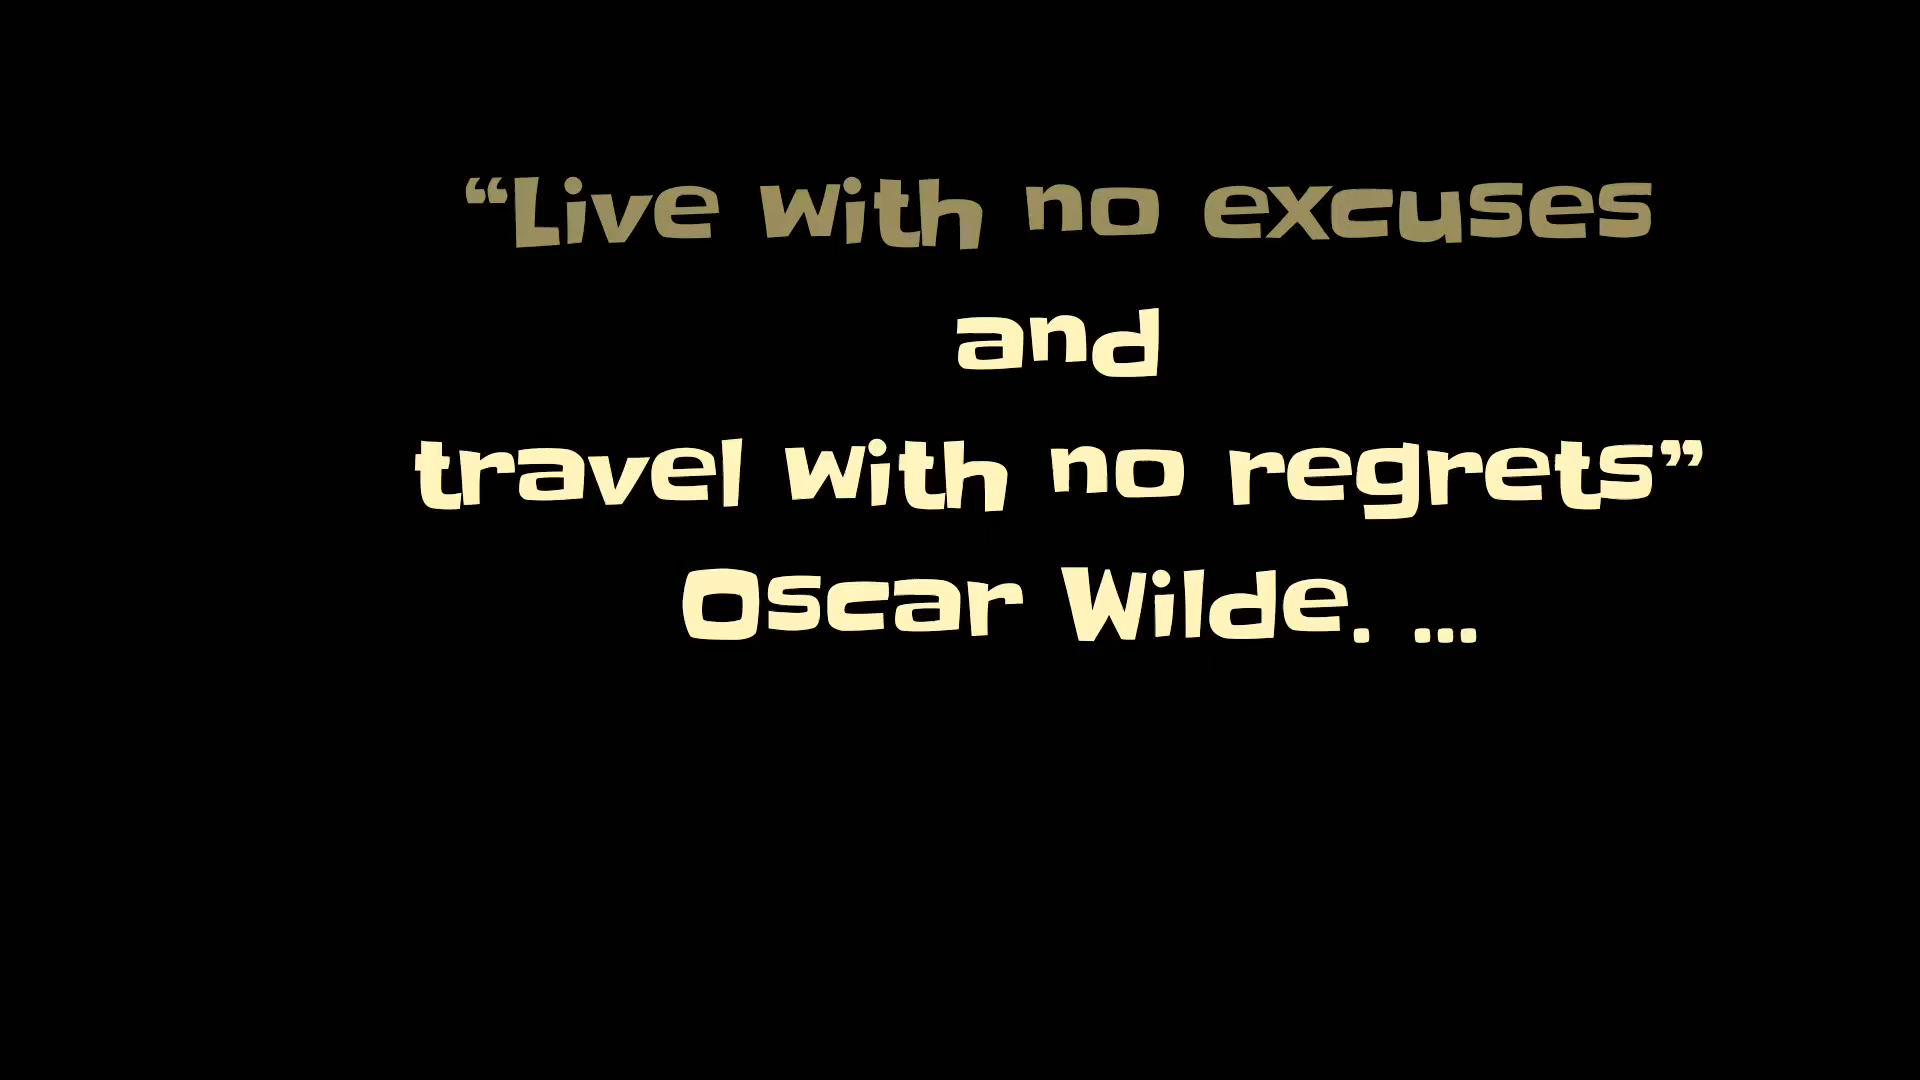 “Live with no excuses
and
travel with no regrets”
Oscar Wilde. ...